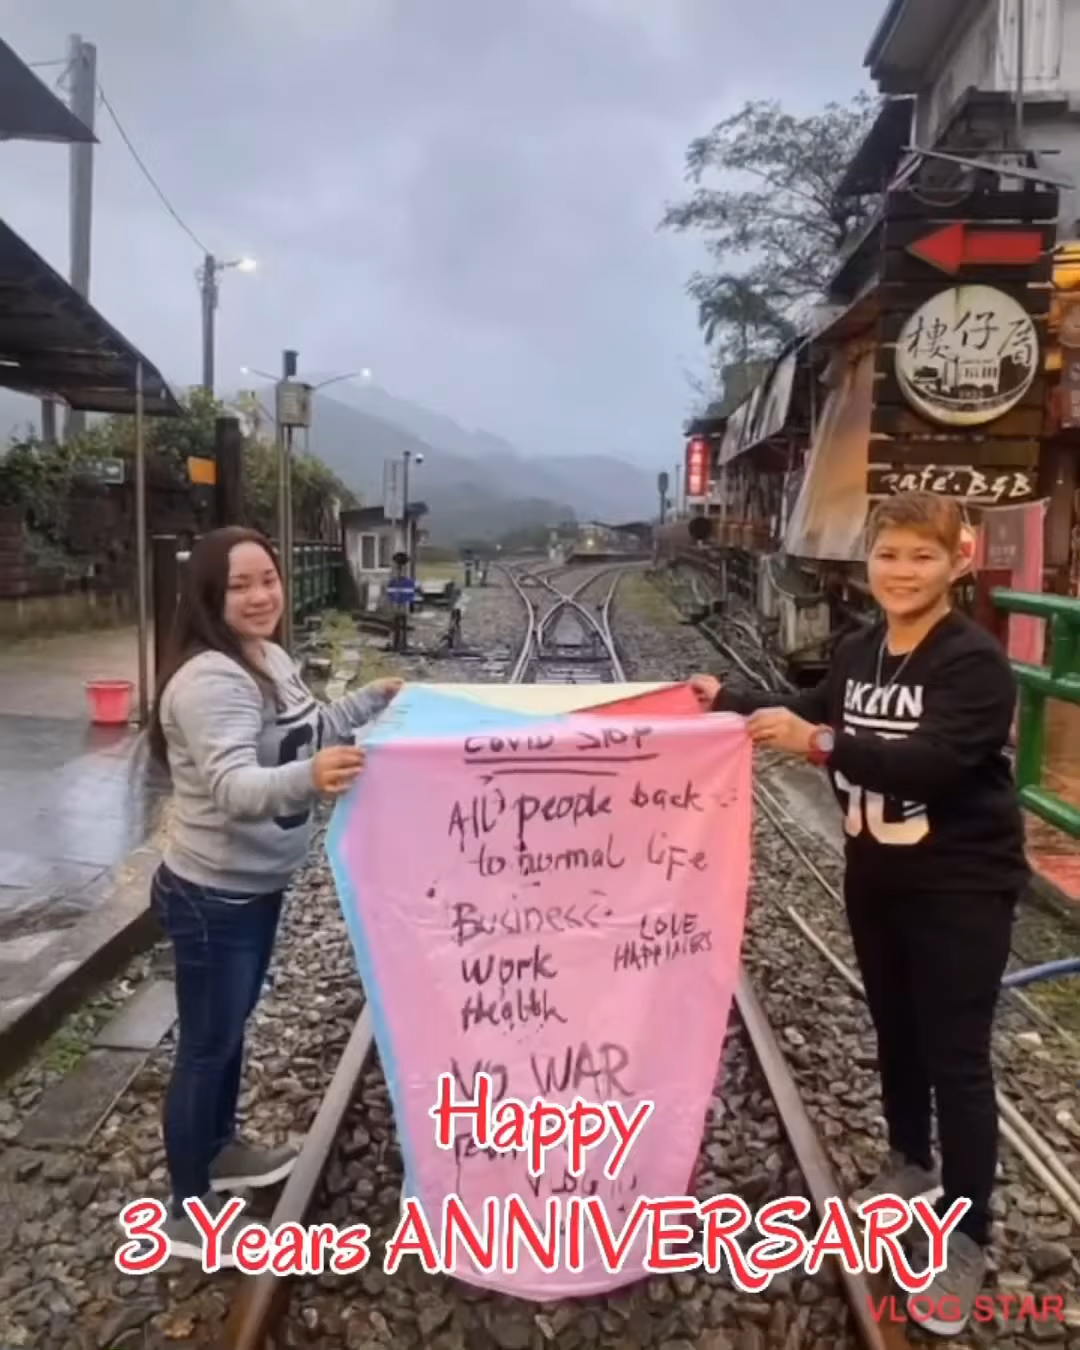 樓仔厝
cafe.B&B
BKLYN
COVID STOP
All people back
to normal life
Business
LOVE
HAPPINESS
Work
Health
NO WAR
Happy
3 Years ANNIVERSARY
VLOG STAR